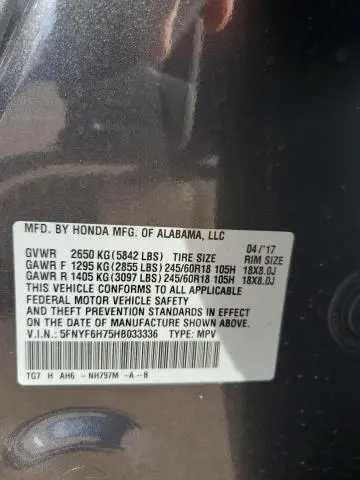 MFD. BY HONDA MFG. OF ALABAMA, LLC
04/'17
GVWR 2650 KG(5842 LBS) TIRE SIZE RIM SIZE
GAWR F 1295 KG(2855 LBS)245/60R18 105H 18X8.0J
GAWR R 1405 KG(3097 LBS)245/60R18 105H 18X8.0J
THIS VEHICLE CONFORMS TO ALL APPLICABLE
FEDERAL MOTOR VEHICLE SAFETY
AND THEFT PREVENTION STANDARDS IN EFFECT
ON THE DATE OF MANUFACTURE SHOWN ABOVE.
V.I.N.: 5FNYF6H75HB033336 TYPE: MPV
TG7 H AH6 -NH797M -A-B